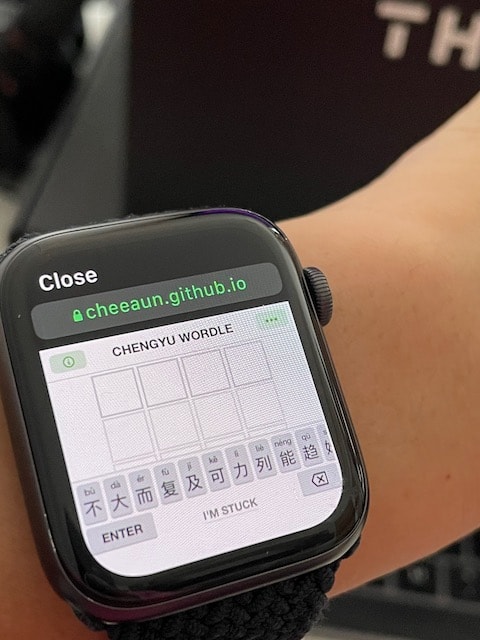 TH
Close
cheeaun.github.io
CHENGYU WORDLE
bù dà ér fù jí kě lì liè néng qū
不 大 而 复 及 可 力 列 能 趋
ENTER I'M STUCK